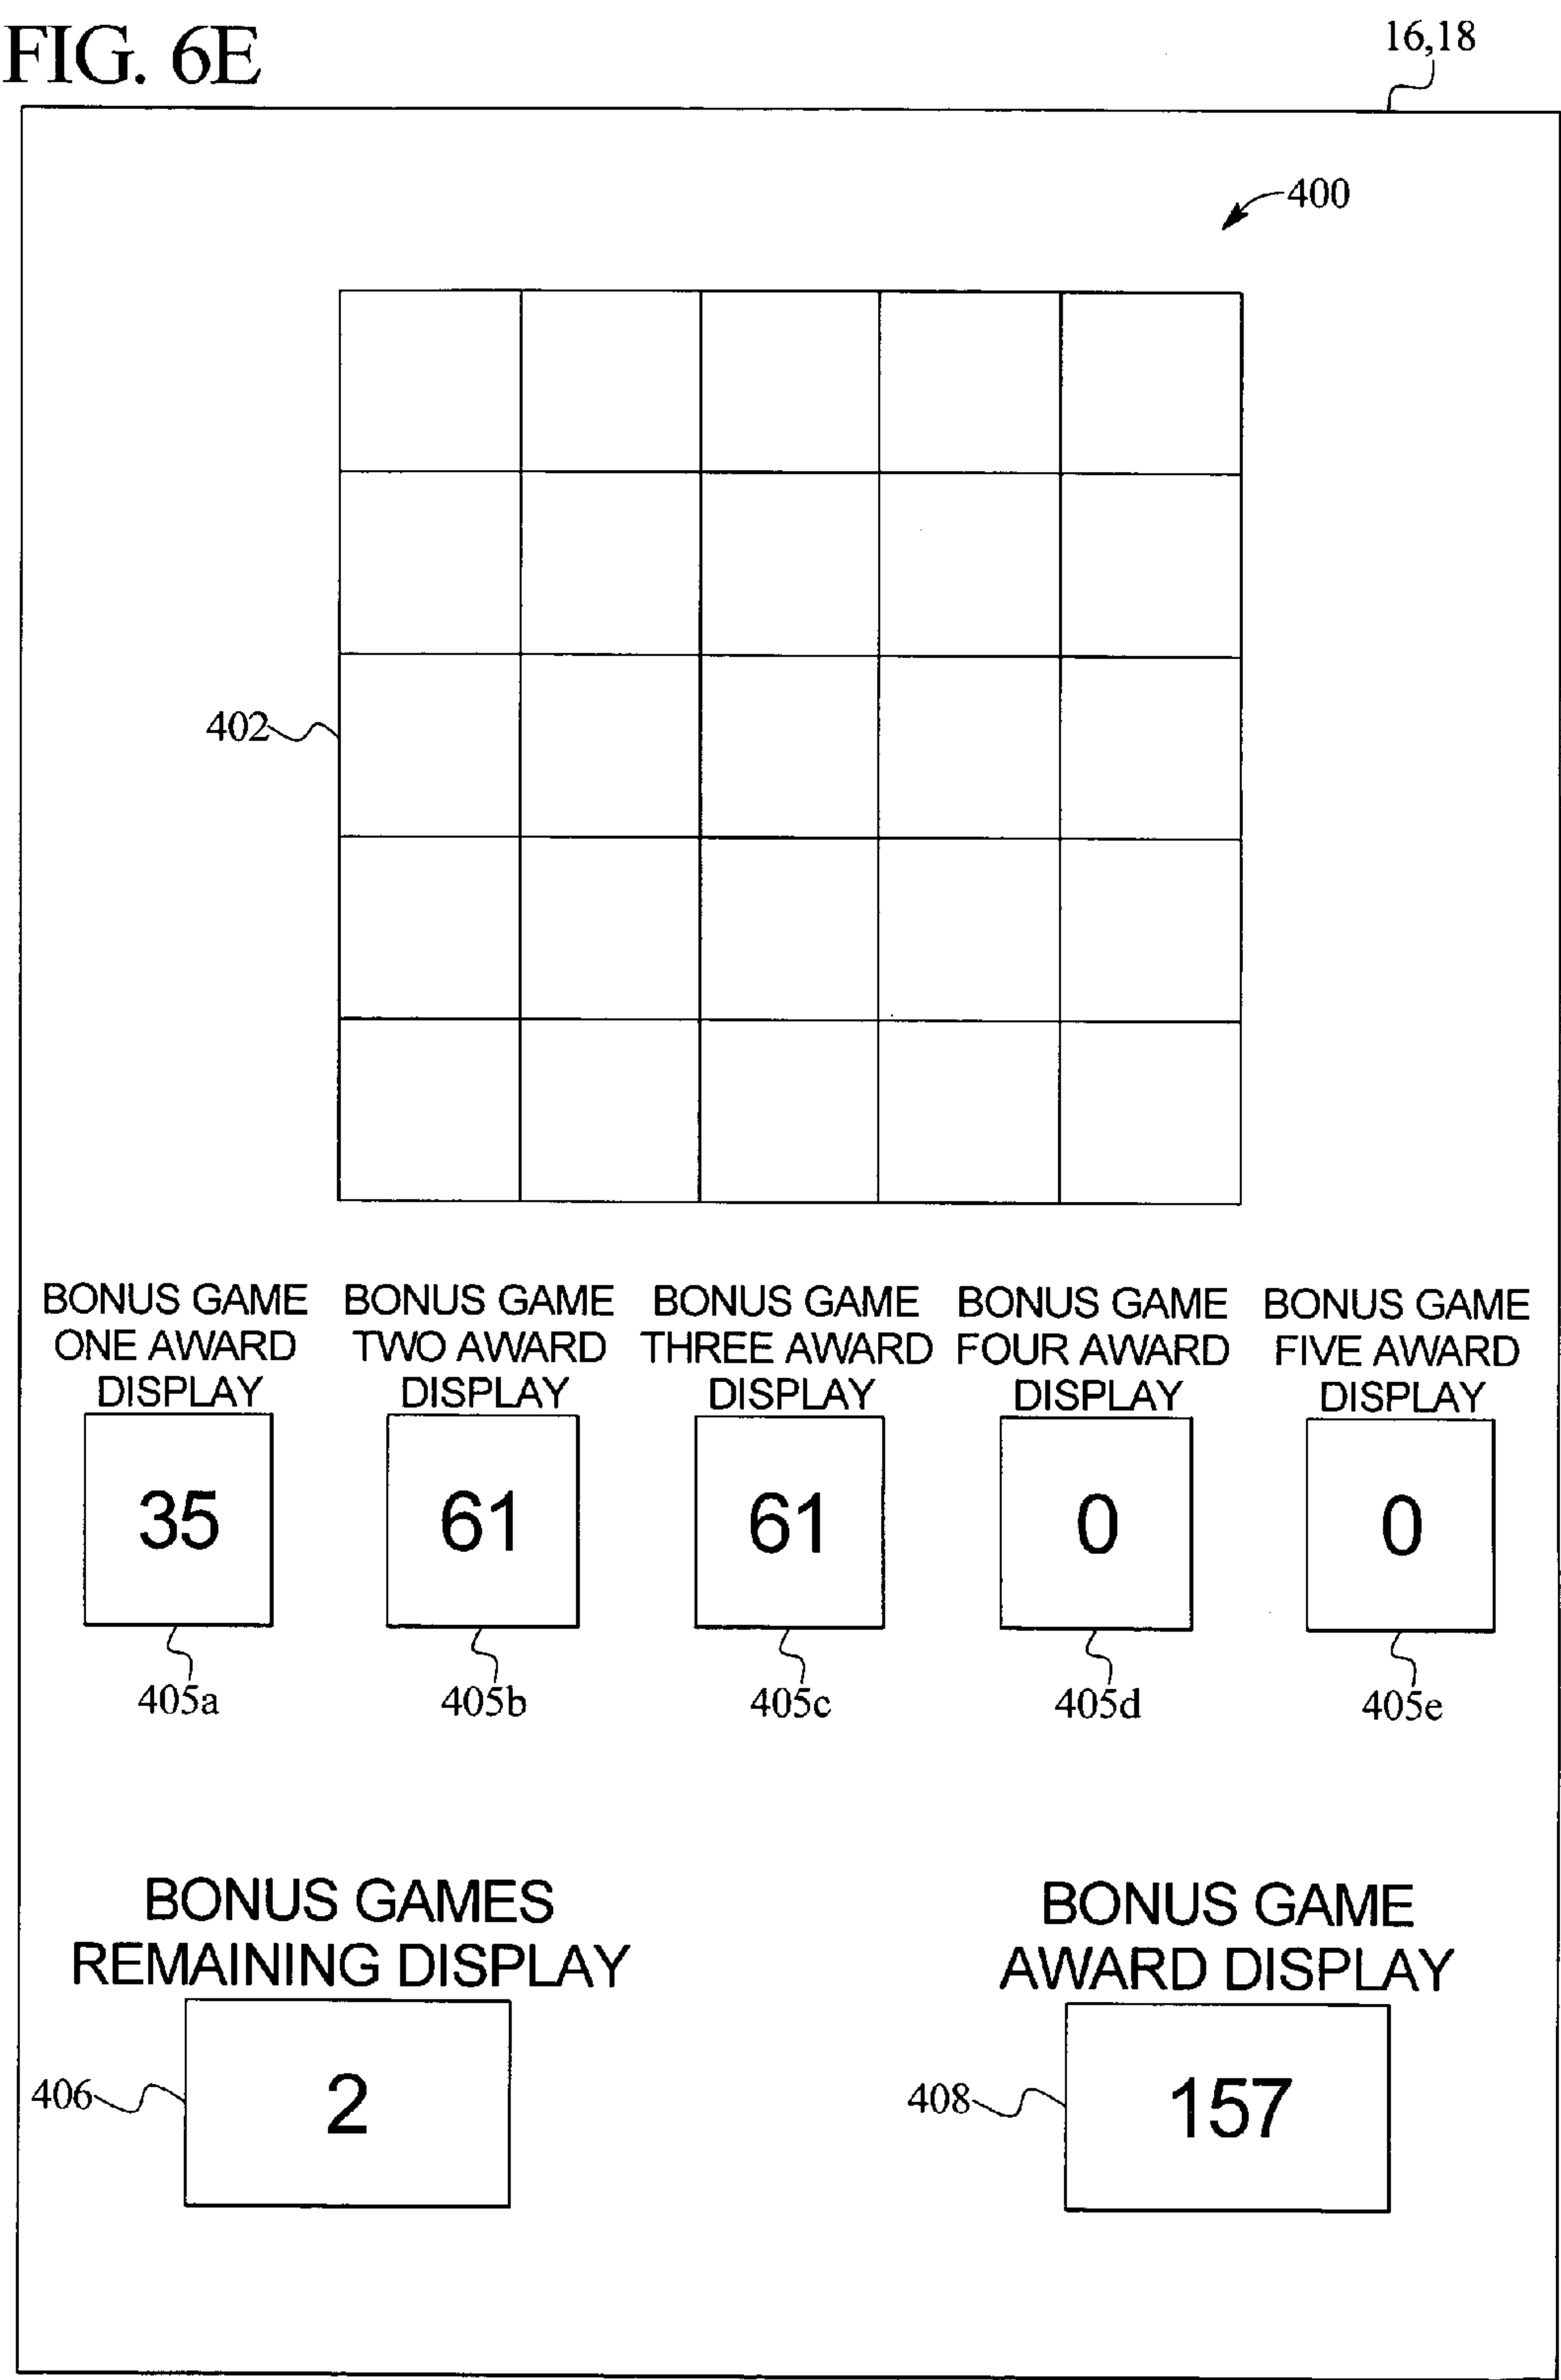 FIG. 6E
16,18
400
402
BONUS GAME ONE AWARD DISPLAY
BONUS GAME TWO AWARD DISPLAY
BONUS GAME THREE AWARD DISPLAY
BONUS GAME FOUR AWARD DISPLAY
BONUS GAME FIVE AWARD DISPLAY
35
61
61
0
0
405a
405b
405c
405d
405e
BONUS GAMES
REMAINING DISPLAY
BONUS GAME
AWARD DISPLAY
406
2
408
157